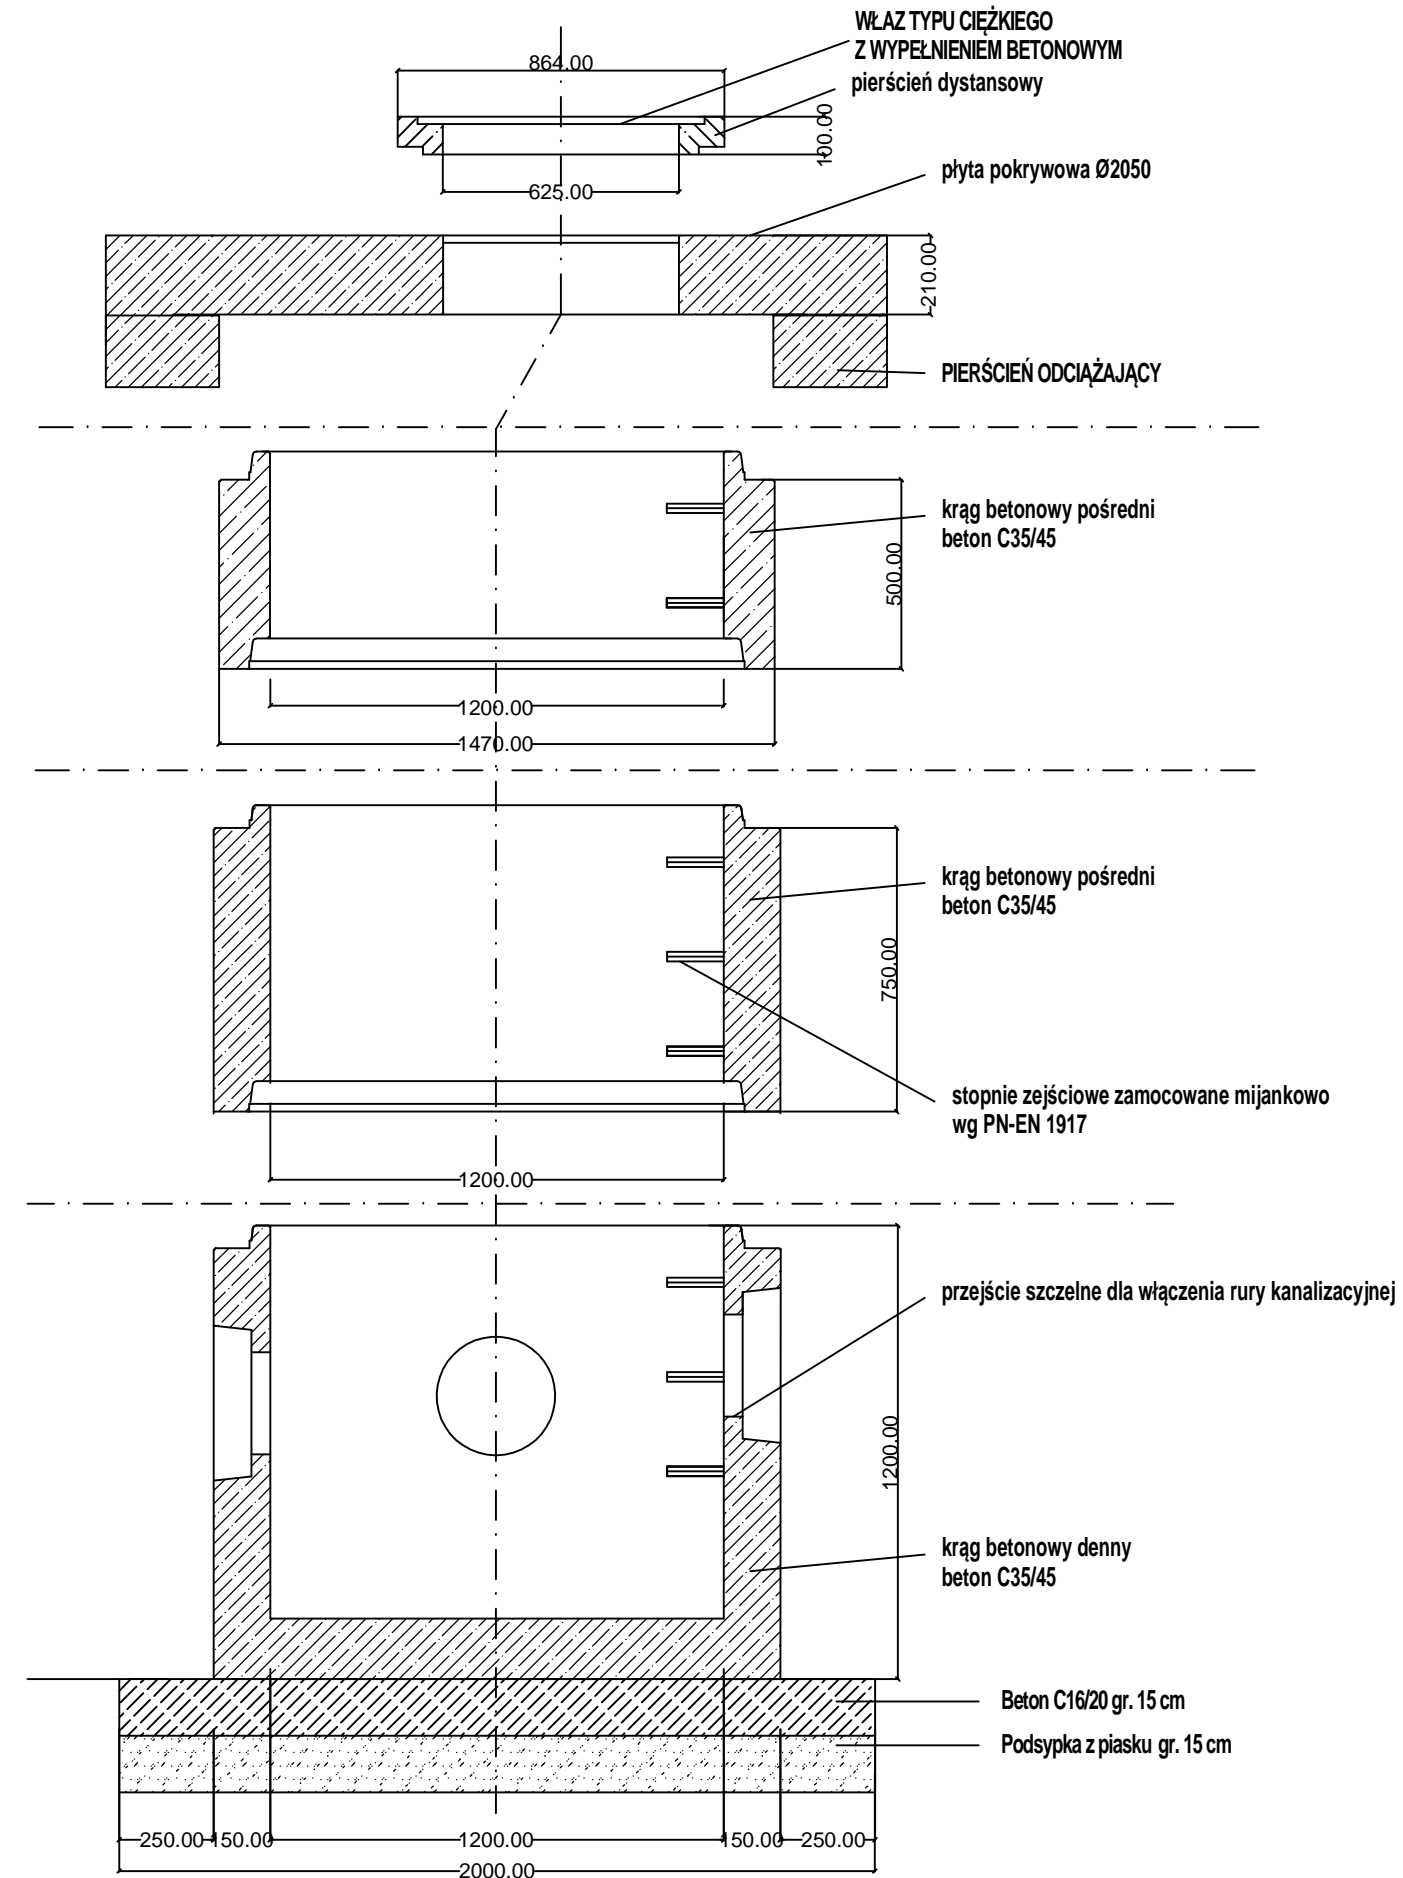 WŁAZ TYPU CIĘŻKIEGO
Z WYPEŁNIENIEM BETONOWYM
864.00
pierścień dystansowy
100.00
625.00
płyta pokrywowa Ø2050
210.00
PIERŚCIEŃ ODCIĄŻAJĄCY
krąg betonowy pośredni
beton C35/45
500.00
1200.00
1470.00
krąg betonowy pośredni
beton C35/45
750.00
stopnie zejściowe zamocowane mijankowo
wg PN-EN 1917
1200.00
przejście szczelne dla włączenia rury kanalizacyjnej
1200.00
krąg betonowy denny
beton C35/45
Beton C16/20 gr. 15 cm
Podsypka z piasku gr. 15 cm
250.00 150.00 1200.00 150.00 250.00
2000.00